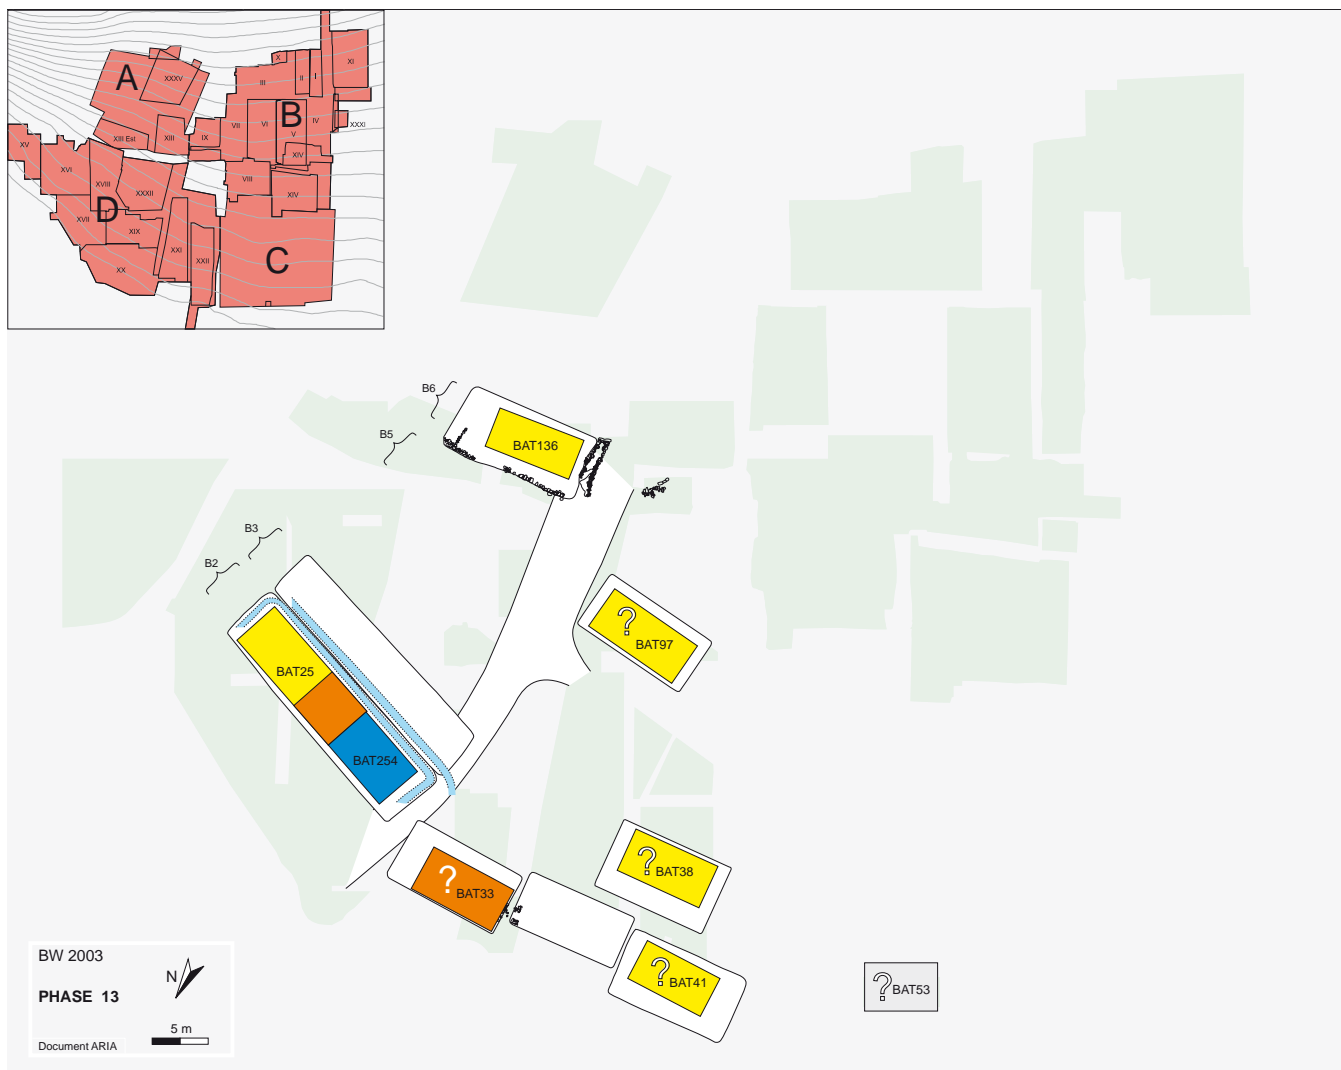 A
XXXV
X
XI
III
II
I
B
VII
VI
IV
V
XXXI
XV
XIII Est
XIII
IX
XIV
XVI
XVIII
XXXII
VIII
XIV
D
XVII
XIX
XXI
XXII
C
XX
B6
B5
BAT136
B3
B2
?
BAT97
BAT25
BAT254
?
BAT38
?
BAT33
?
BAT41
?
BAT53
BW 2003
N
PHASE 13
5 m
Document ARIA